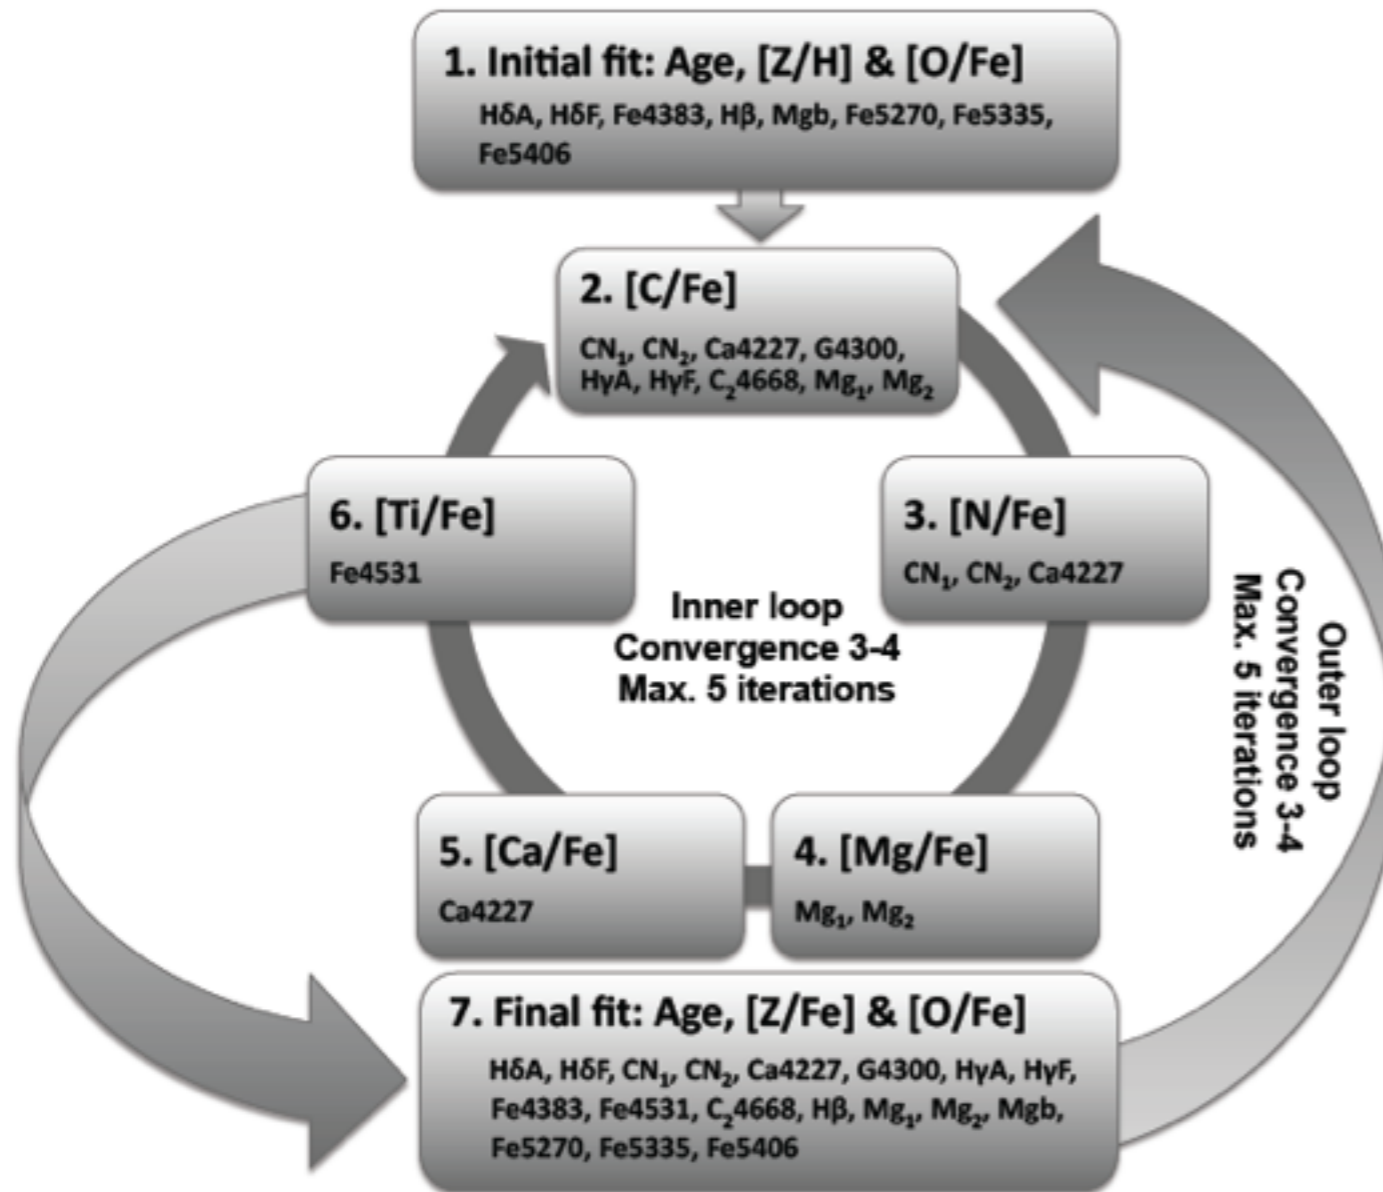 1. Initial fit: Age, [Z/H] & [O/Fe]
HδA, HδF, Fe4383, Hβ, Mgb, Fe5270, Fe5335,
Fe5406
2. [C/Fe]
CN₁, CN₂, Ca4227, G4300,
HγA, HγF, C₂4668, Mg₁, Mg₂
3. [N/Fe]
CN₁, CN₂, Ca4227
4. [Mg/Fe]
Mg₁, Mg₂
5. [Ca/Fe]
Ca4227
6. [Ti/Fe]
Fe4531
Inner loop
Convergence 3-4
Max. 5 iterations
Outer loop
Convergence 3-4
Max. 5 iterations
7. Final fit: Age, [Z/Fe] & [O/Fe]
HδA, HδF, CN₁, CN₂, Ca4227, G4300, HγA, HγF,
Fe4383, Fe4531, C₂4668, Hβ, Mg₁, Mg₂, Mgb,
Fe5270, Fe5335, Fe5406